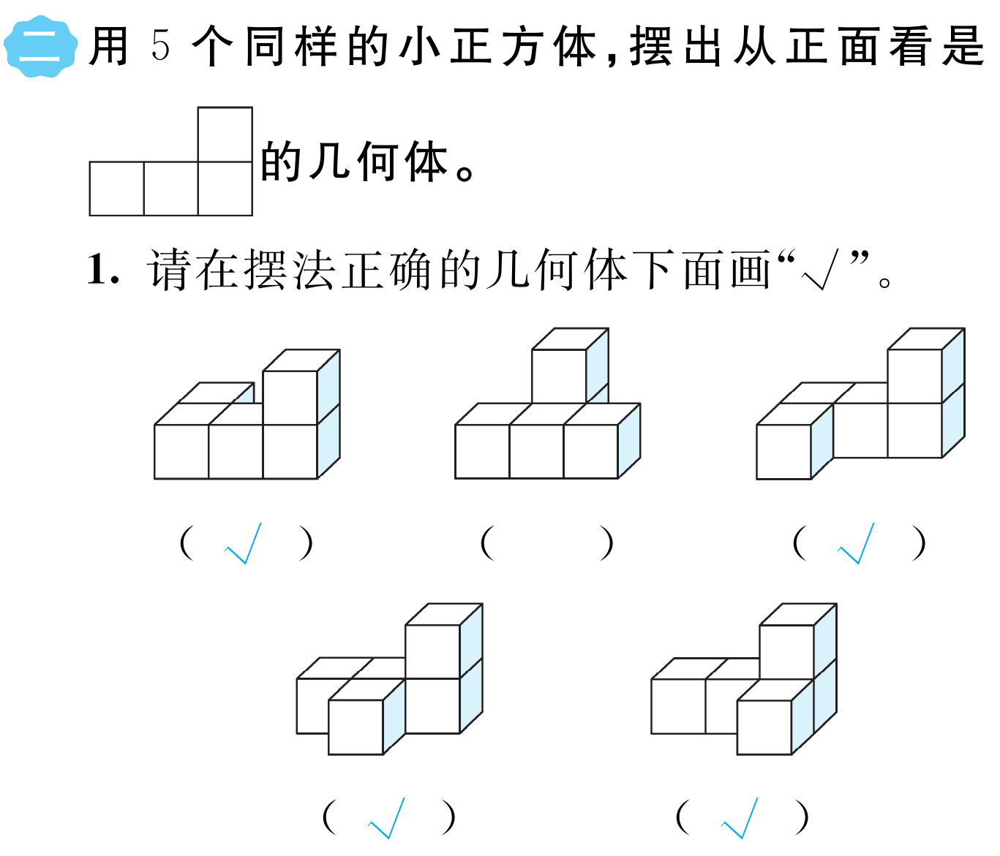 二 用 5 个同样的小正方体,摆出从正面看是
的几何体。
1. 请在摆法正确的几何体下面画“√”。
( √ ) ( ) ( √ )
( √ ) ( √ )